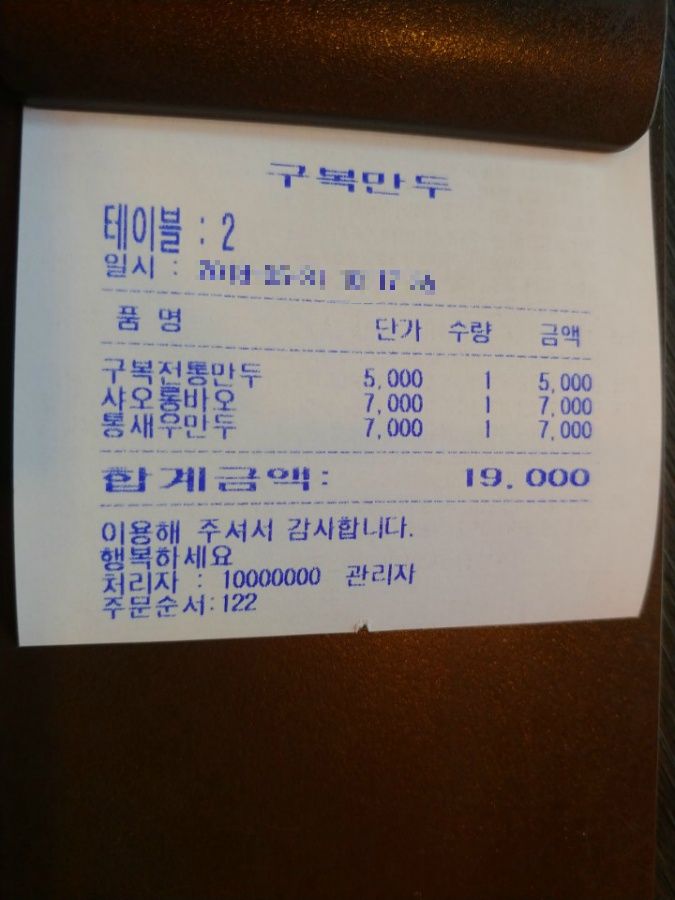 구복만두
테이블 : 2
일시 :
품 명 단가 수량 금액
구복전통만두 5,000 1 5,000
샤오롱바오 7,000 1 7,000
통새우만두 7,000 1 7,000
합계금액: 19,000
이용해 주셔서 감사합니다.
행복하세요
처리자 : 10000000 관리자
주문순서:122